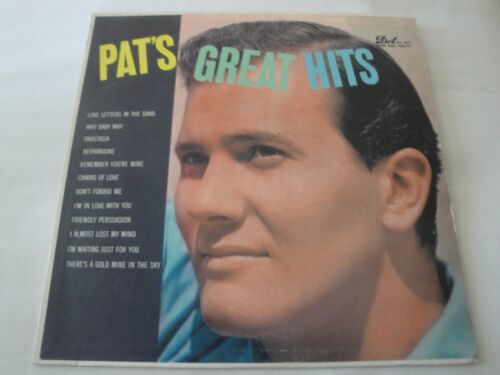 PAT'S GREAT HITS
Dot
LOVE LETTERS IN THE SAND
WHY BABY WHY
ANASTASIA
BERNARDINE
REMEMBER YOU'RE MINE
CHAINS OF LOVE
DON'T FORBID ME
I'M IN LOVE WITH YOU
FRIENDLY PERSUASION
I ALMOST LOST MY MIND
I'M WAITING JUST FOR YOU
THERE'S A GOLD MINE IN THE SKY